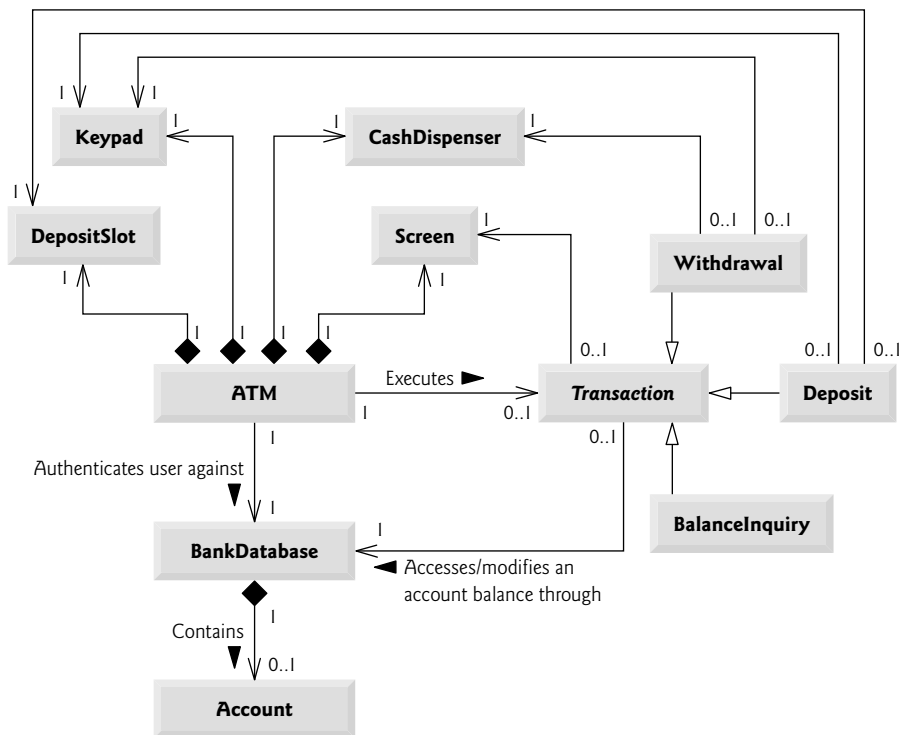 1
1
1
1
Keypad
1
CashDispenser
1
1
DepositSlot
Screen
1
0..1
0..1
1
Withdrawal
1
1
1
1
1
0..1
0..1
0..1
ATM
Executes
Transaction
Deposit
1
0..1
1
0..1
Authenticates user against
1
1
BankDatabase
BalanceInquiry
Accesses/modifies an
account balance through
1
Contains
0..1
Account